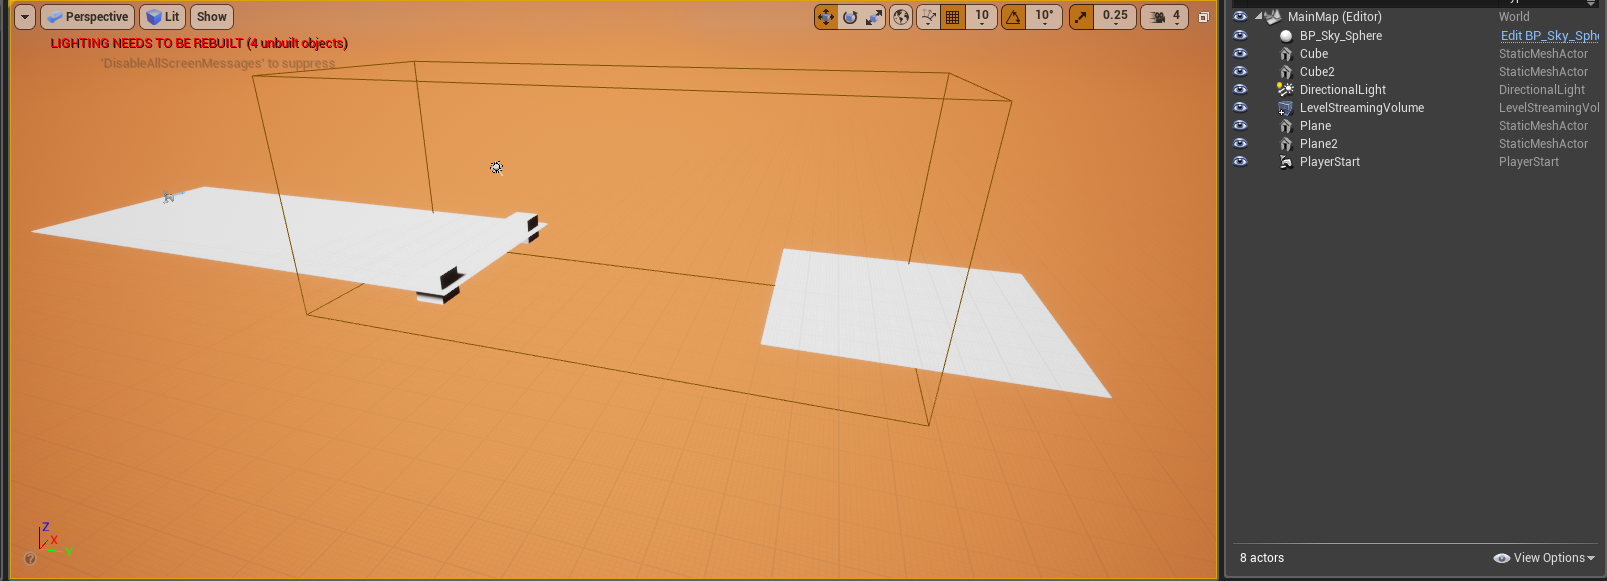 Perspective Lit Show 10 10° 0.25 4
LIGHTING NEEDS TO BE REBUILT (4 unbuilt objects)
'DisableAllScreenMessages' to suppress
Z
X
Y
?
MainMap (Editor) World
BP_Sky_Sphere Edit BP_Sky_Sph
Cube StaticMeshActor
Cube2 StaticMeshActor
DirectionalLight DirectionalLight
LevelStreamingVolume LevelStreamingVol
Plane StaticMeshActor
Plane2 StaticMeshActor
PlayerStart PlayerStart
8 actors View Options